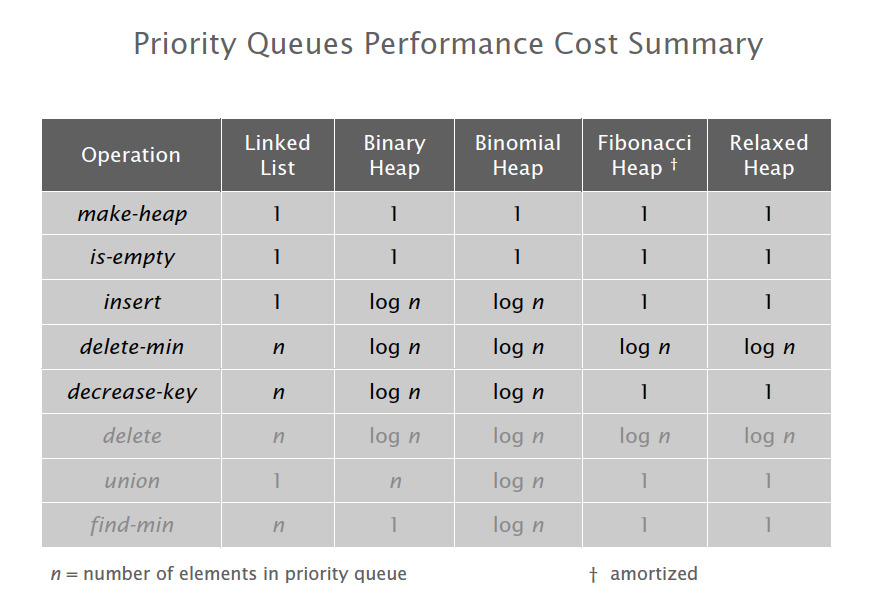 Priority Queues Performance Cost Summary
Operation Linked List Binary Heap Binomial Heap Fibonacci Heap † Relaxed Heap
make-heap 1 1 1 1 1
is-empty 1 1 1 1 1
insert 1 log n log n 1 1
delete-min n log n log n log n log n
decrease-key n log n log n 1 1
delete n log n log n log n log n
union 1 n log n 1 1
find-min n 1 log n 1 1
n = number of elements in priority queue † amortized